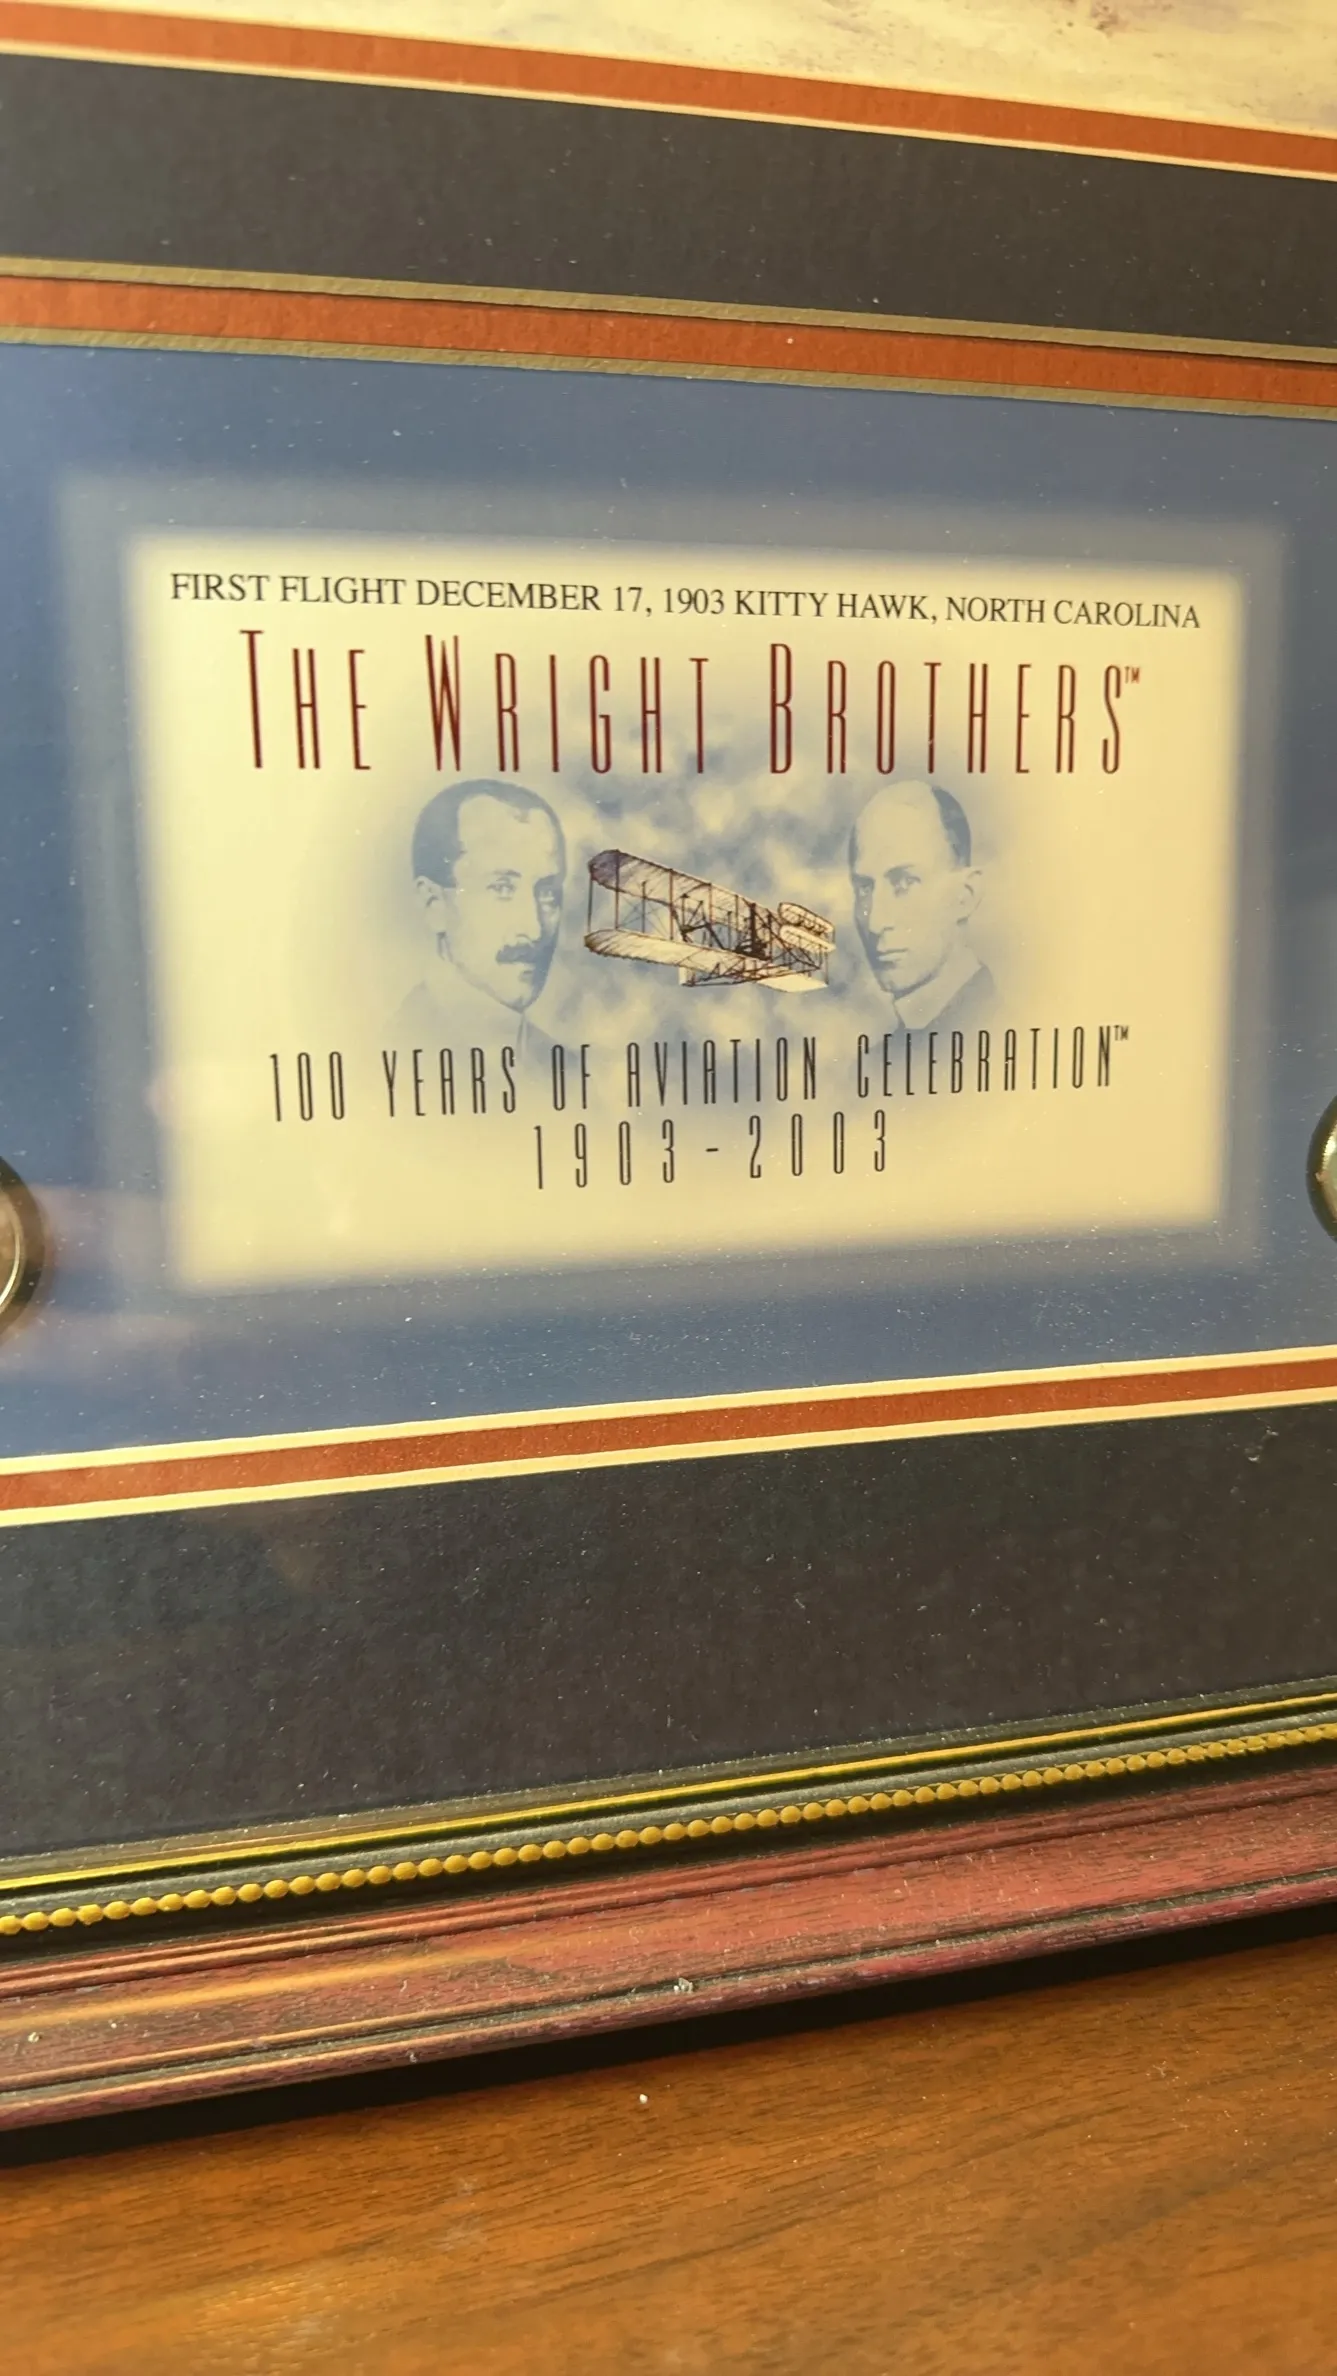 FIRST FLIGHT DECEMBER 17, 1903 KITTY HAWK, NORTH CAROLINA
THE WRIGHT BROTHERS™
100 YEARS OF AVIATION CELEBRATION™
1903-2003